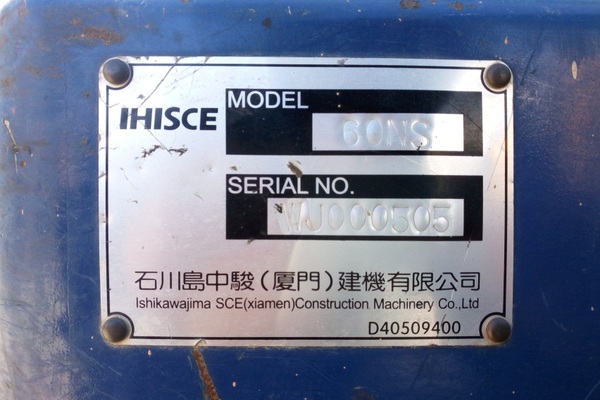 IHISCE
MODEL
60NS
SERIAL NO.
WJ000505
石川島中駿（厦門）建機有限公司
Ishikawajima SCE(xiamen)Construction Machinery Co.,Ltd
D40509400